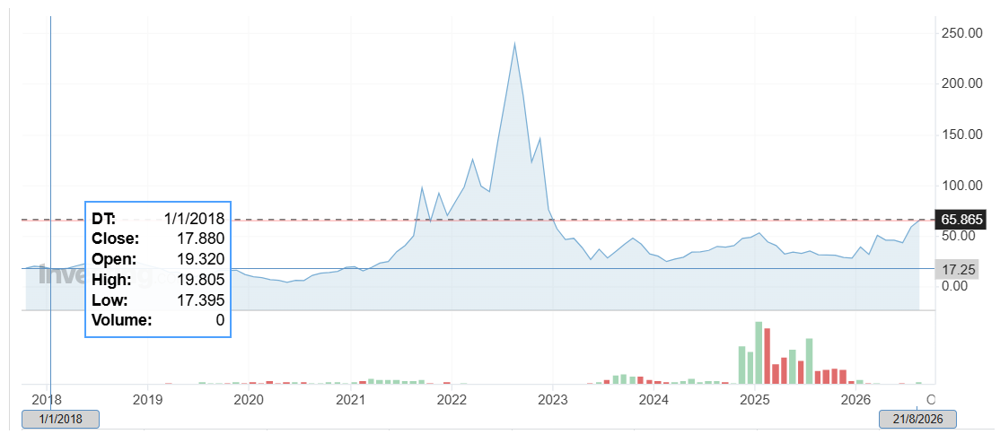 250.00
200.00
150.00
100.00
65.865
50.00
17.25
0.00
DT: 1/1/2018
Close: 17.880
Open: 19.320
High: 19.805
Low: 17.395
Volume: 0
2018 2019 2020 2021 2022 2023 2024 2025 2026
1/1/2018 21/8/2026